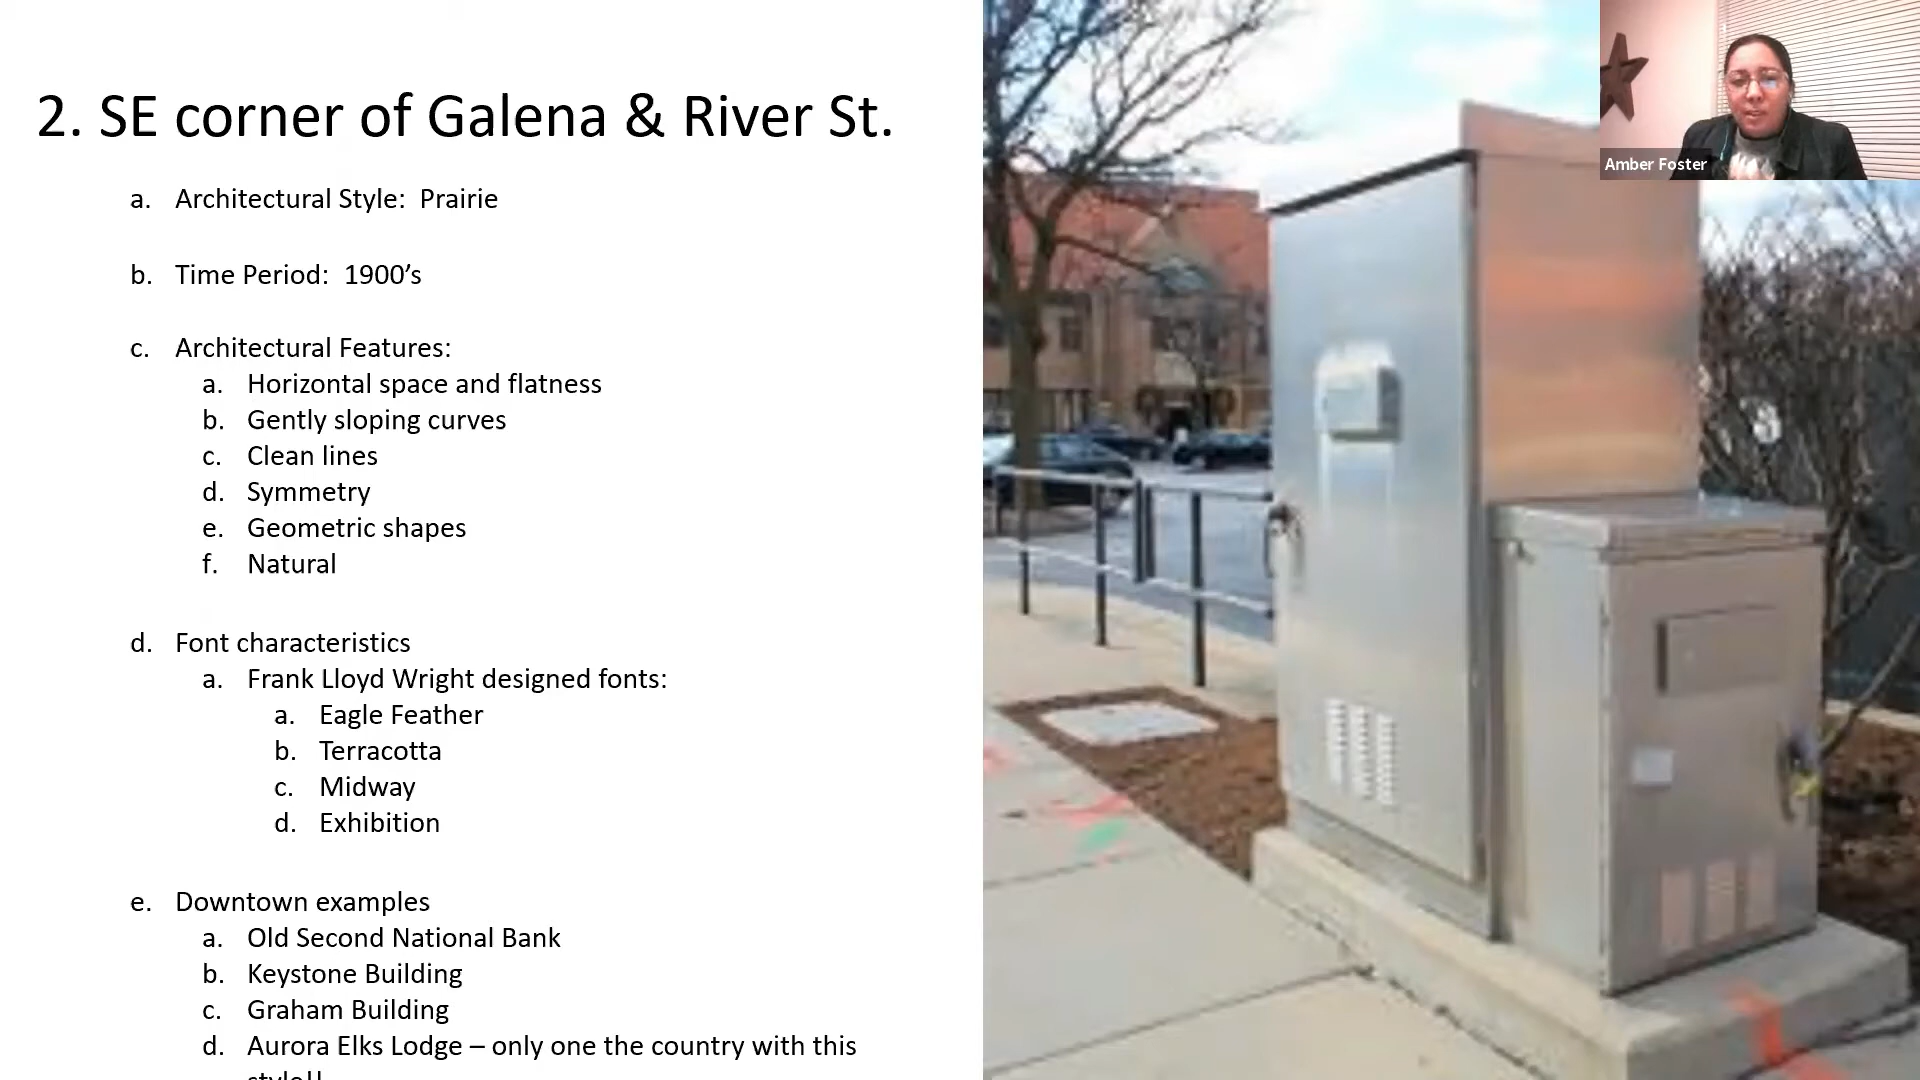 2. SE corner of Galena & River St.
Amber Foster
a. Architectural Style: Prairie
b. Time Period: 1900’s
c. Architectural Features:
a. Horizontal space and flatness
b. Gently sloping curves
c. Clean lines
d. Symmetry
e. Geometric shapes
f. Natural
d. Font characteristics
a. Frank Lloyd Wright designed fonts:
a. Eagle Feather
b. Terracotta
c. Midway
d. Exhibition
e. Downtown examples
a. Old Second National Bank
b. Keystone Building
c. Graham Building
d. Aurora Elks Lodge – only one the country with this
style!!